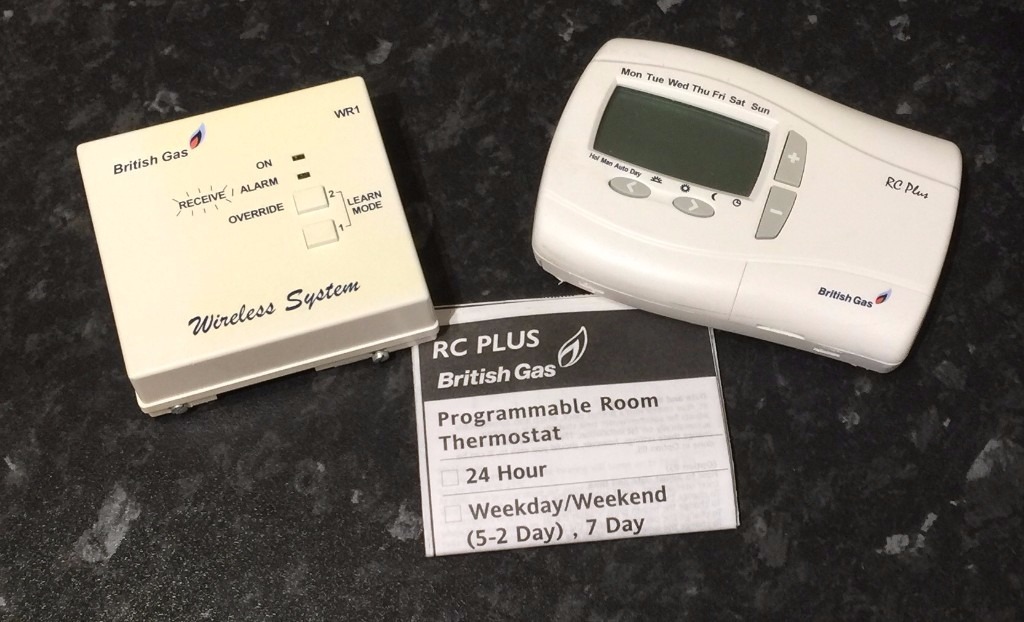 British Gas
WR1
ON
RECEIVE / ALARM
OVERRIDE
2
1
LEARN
MODE
Wireless System
Mon Tue Wed Thu Fri Sat Sun
Hol Man Auto Day
+
-
RC Plus
British Gas
RC PLUS
British Gas
Programmable Room
Thermostat
24 Hour
Weekday/Weekend
(5-2 Day) , 7 Day